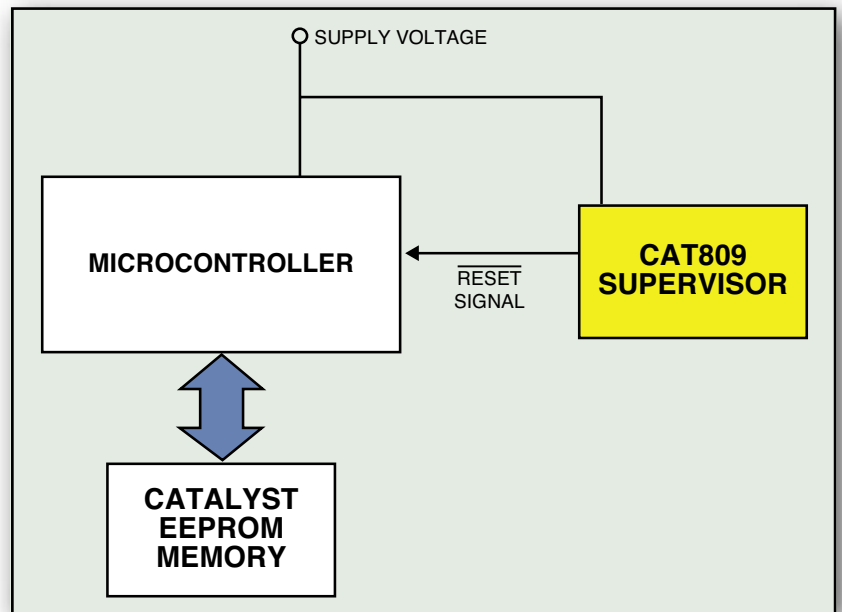 SUPPLY VOLTAGE
MICROCONTROLLER
RESET
SIGNAL
CAT809
SUPERVISOR
CATALYST
EEPROM
MEMORY